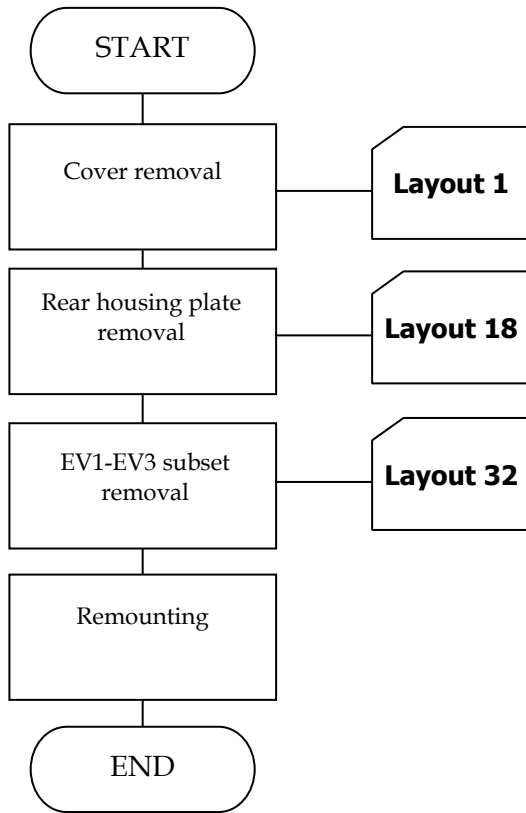 START
Cover removal
Layout 1
Rear housing plate
removal
Layout 18
EV1-EV3 subset
removal
Layout 32
Remounting
END